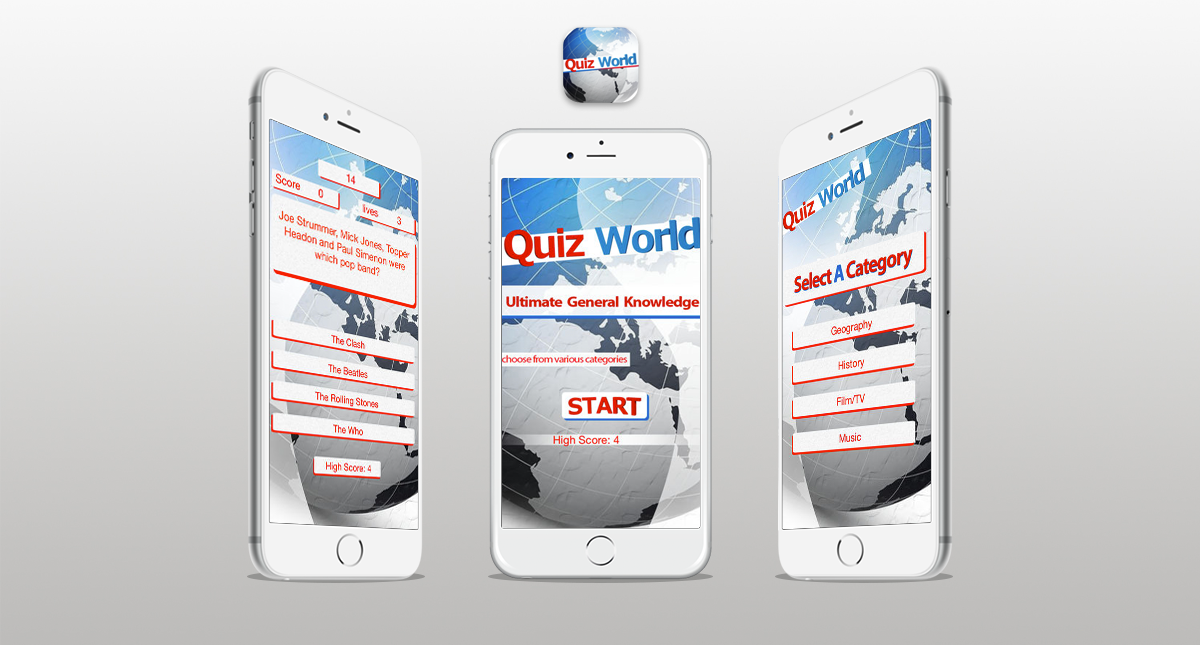 Quiz World
14
Score 0
lives 3
Joe Strummer, Mick Jones, Topper
Headon and Paul Simenon were
which pop band?
The Clash
The Beatles
The Rolling Stones
The Who
High Score: 4
Quiz World
Ultimate General Knowledge
choose from various categories
START
High Score: 4
Quiz World
Select A Category
Geography
History
Film/TV
Music